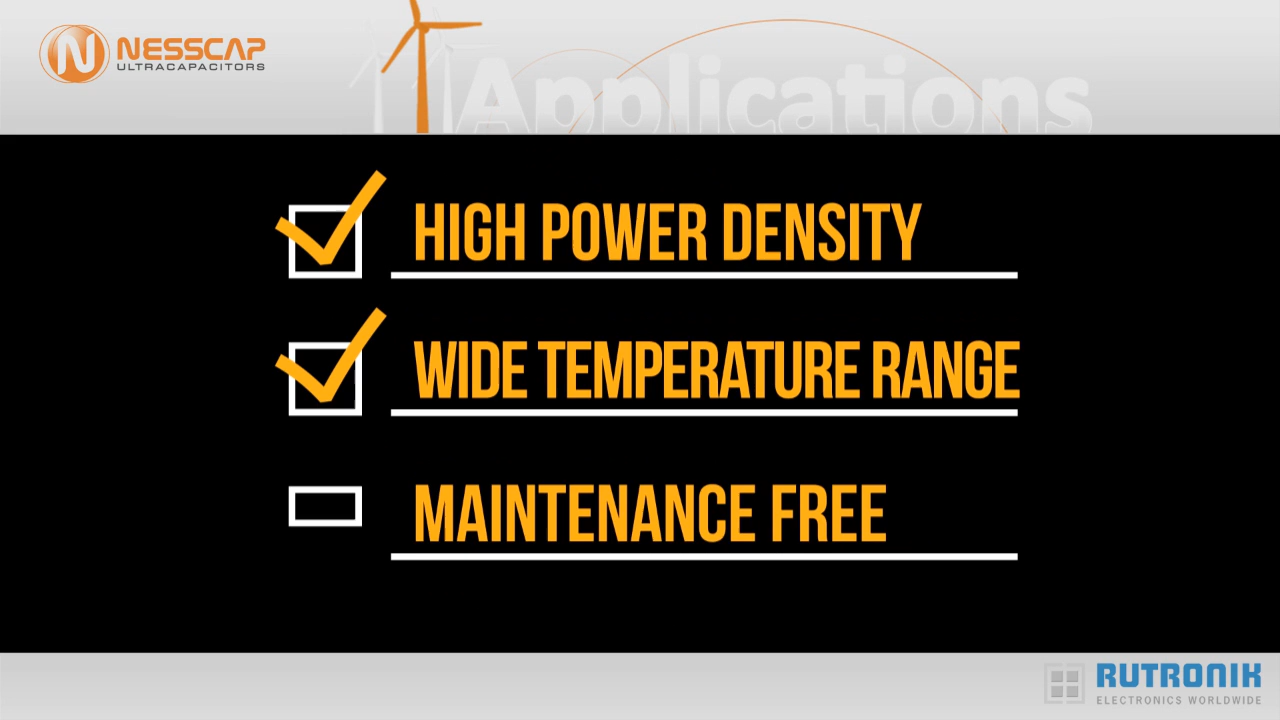 NESSCAP
ULTRACAPACITORS
Applications
HIGH POWER DENSITY
WIDE TEMPERATURE RANGE
MAINTENANCE FREE
RUTRONIK
ELECTRONICS WORLDWIDE